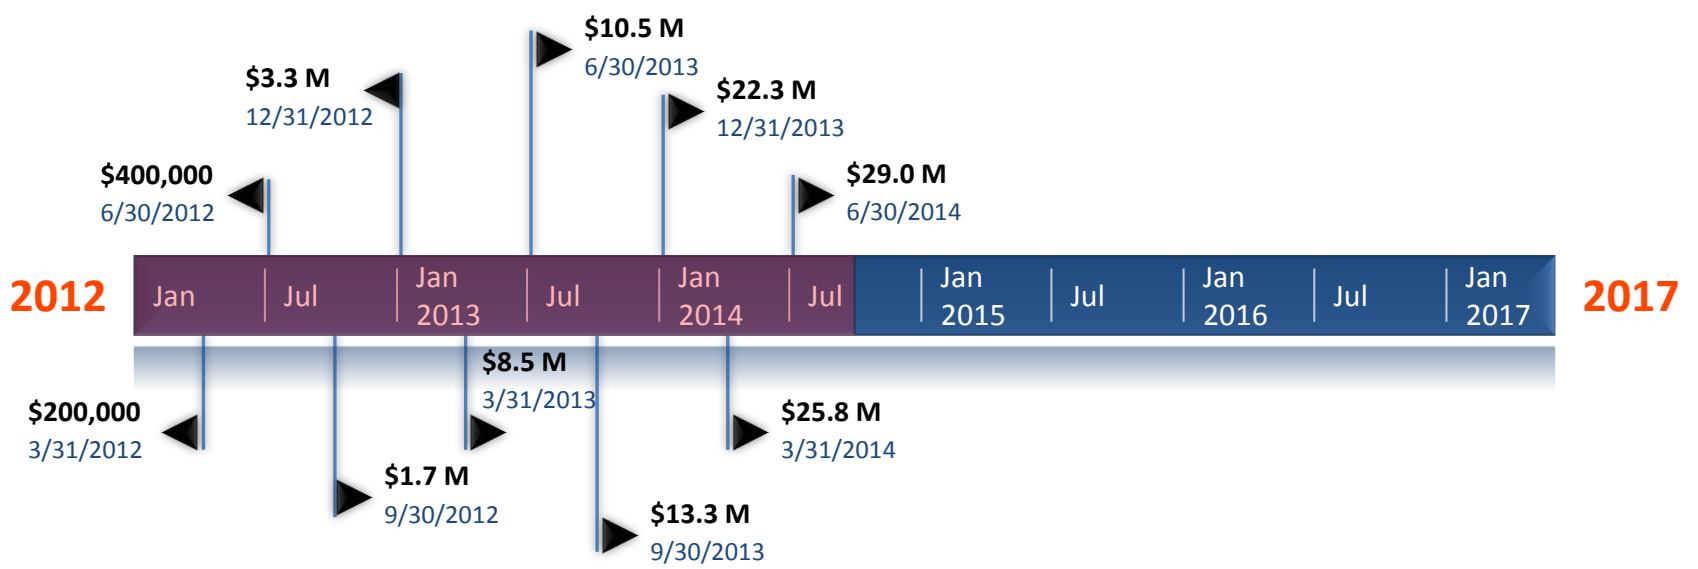 $10.5 M
6/30/2013
$3.3 M
12/31/2012
$22.3 M
12/31/2013
$400,000
6/30/2012
$29.0 M
6/30/2014
2012
Jan
Jul
Jan
2013
Jul
Jan
2014
Jul
Jan
2015
Jul
Jan
2016
Jul
Jan
2017
2017
$8.5 M
3/31/2013
$200,000
3/31/2012
$25.8 M
3/31/2014
$1.7 M
9/30/2012
$13.3 M
9/30/2013